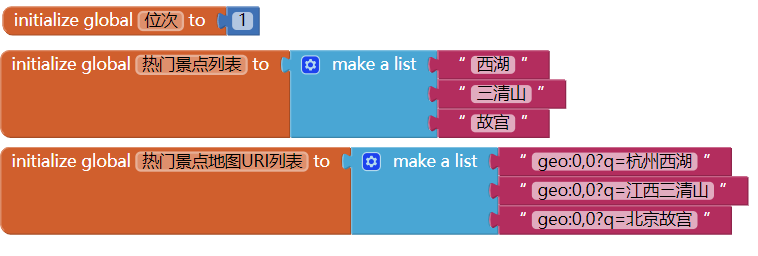 initialize global 位次 to 1
initialize global 热门景点列表 to make a list “ 西湖 ”
“ 三清山 ”
“ 故宫 ”
initialize global 热门景点地图URI列表 to make a list “ geo:0,0?q=杭州西湖 ”
“ geo:0,0?q=江西三清山 ”
“ geo:0,0?q=北京故宫 ”